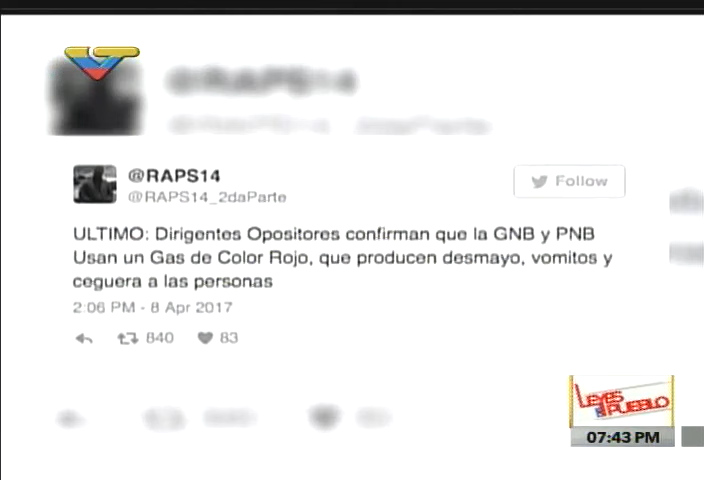 @RAPS14
@RAPS14
@RAPS14_2daParte
Follow
ULTIMO: Dirigentes Opositores confirman que la GNB y PNB
Usan un Gas de Color Rojo, que producen desmayo, vomitos y
ceguera a las personas
2:06 PM - 8 Apr 2017
840 83
LEYES
PUEBLO
07:43 PM